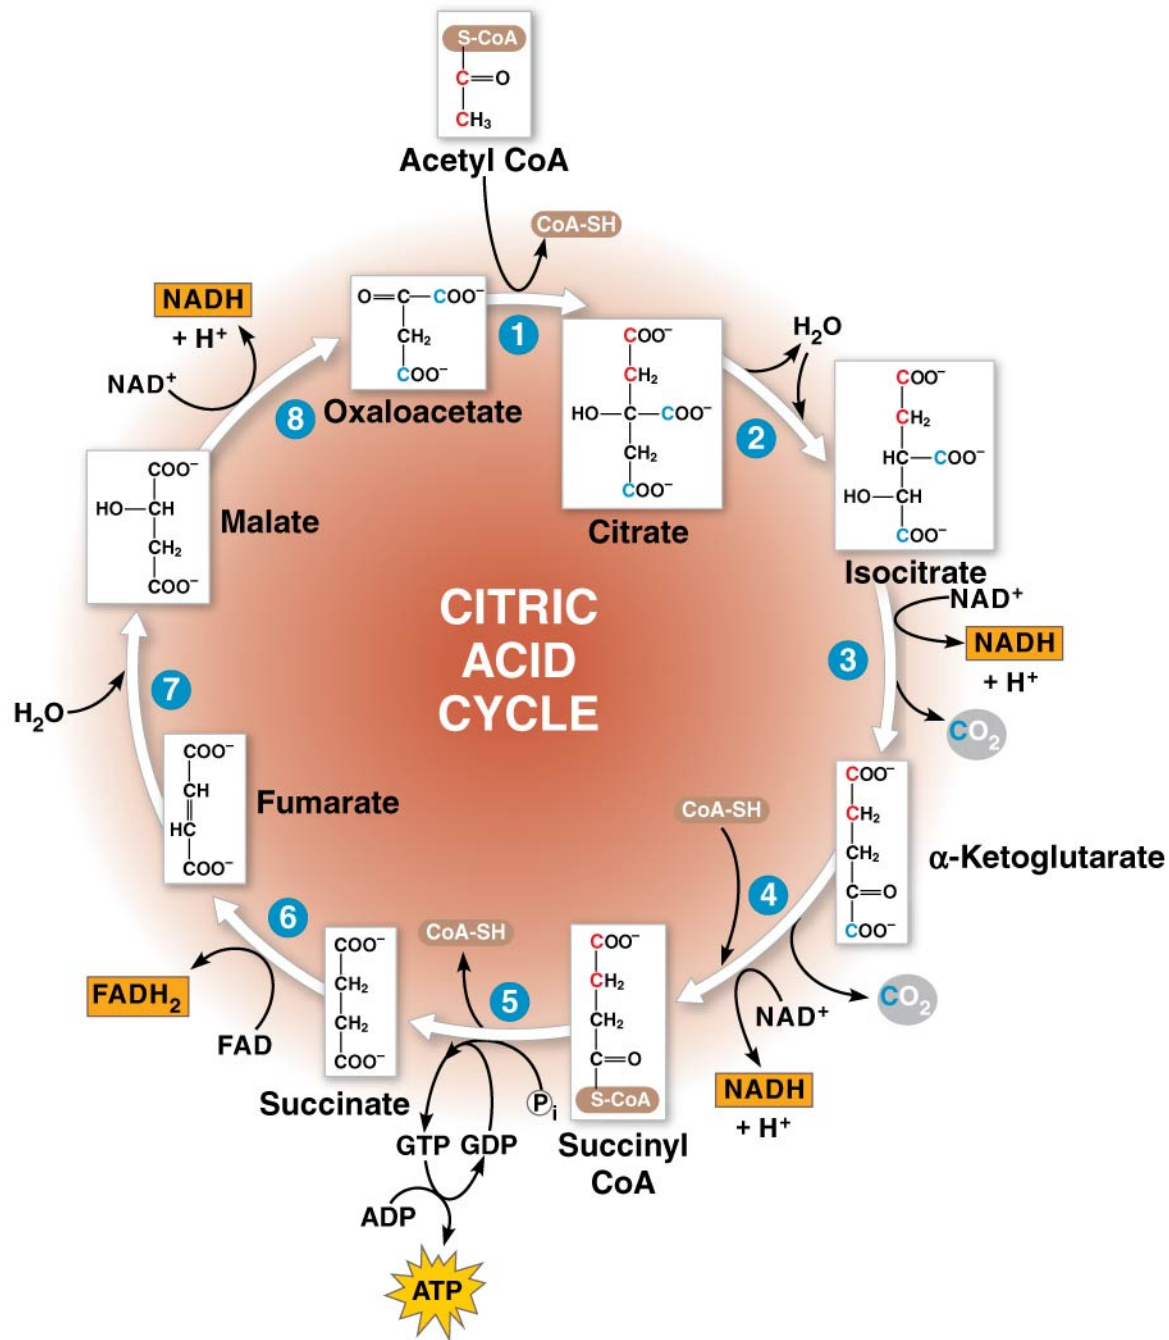 S-CoA
C=O
CH₃
Acetyl CoA
CoA-SH
NADH
+ H⁺
NAD⁺
8
O=C—COO⁻
CH₂
COO⁻
Oxaloacetate
1
COO⁻
CH₂
HO—C—COO⁻
CH₂
COO⁻
Citrate
2
H₂O
COO⁻
CH₂
HC—COO⁻
HO—CH
COO⁻
Isocitrate
NAD⁺
NADH
+ H⁺
3
CO₂
COO⁻
CH₂
CH₂
C=O
COO⁻
α-Ketoglutarate
CoA-SH
4
CO₂
NAD⁺
NADH
+ H⁺
COO⁻
CH₂
CH₂
C=O
S-CoA
Succinyl
CoA
5
CoA-SH
Pi
GTP GDP
ADP
ATP
COO⁻
CH₂
CH₂
COO⁻
Succinate
6
FADH₂
FAD
COO⁻
CH
HC
COO⁻
Fumarate
7
H₂O
COO⁻
HO—CH
CH₂
COO⁻
Malate
CITRIC
ACID
CYCLE